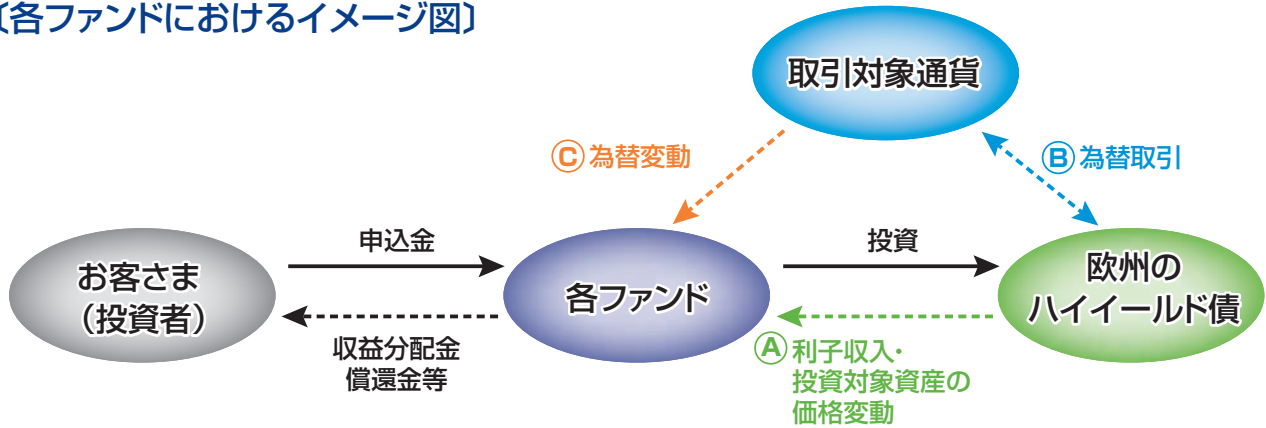 〔各ファンドにおけるイメージ図〕
取引対象通貨
Ⓒ為替変動
Ⓑ為替取引
申込金
投資
お客さま
（投資者）
各ファンド
欧州の
ハイイールド債
収益分配金
償還金等
Ⓐ利子収入・
投資対象資産の
価格変動